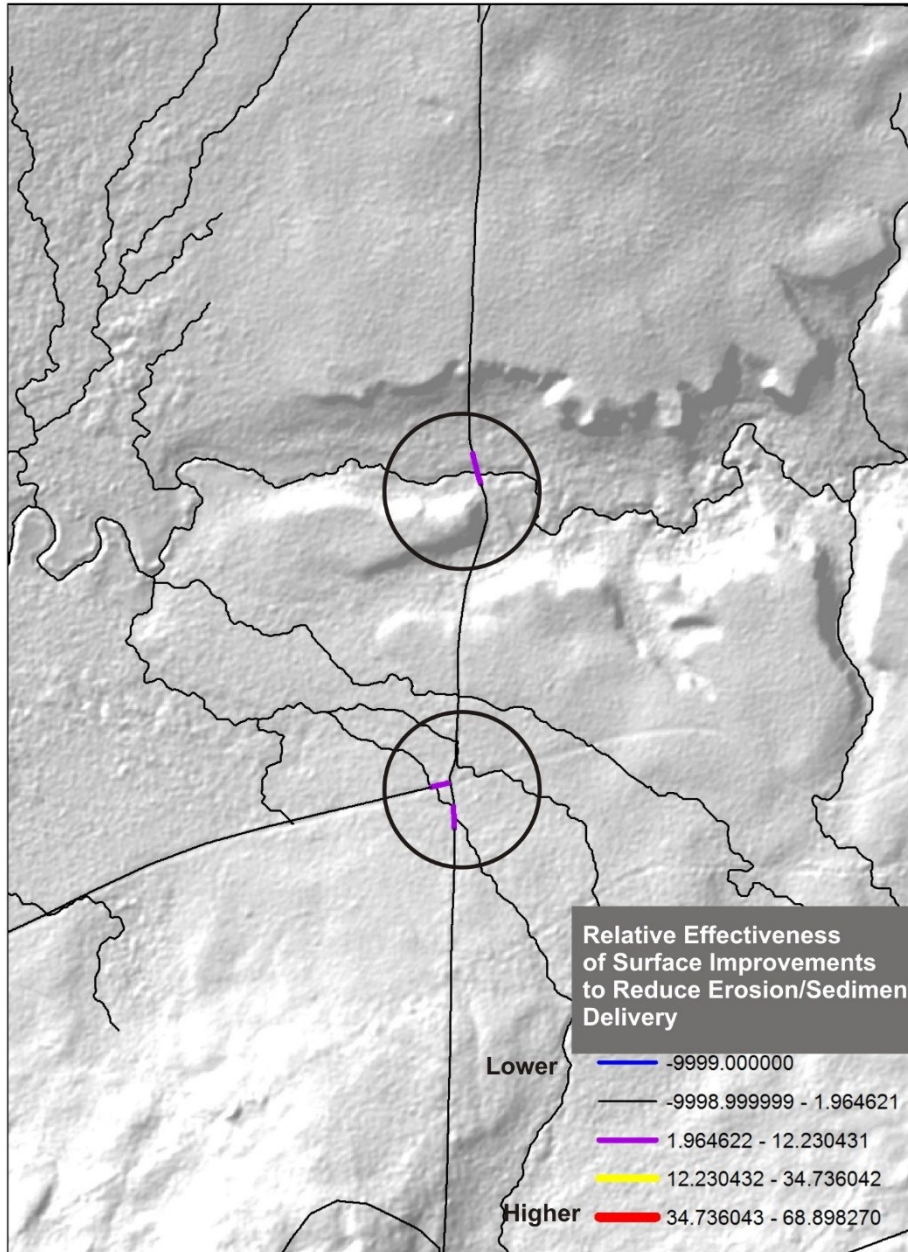 Relative Effectiveness
of Surface Improvements
to Reduce Erosion/Sedimen
Delivery
Lower -9999.000000
-9998.999999 - 1.964621
1.964622 - 12.230431
12.230432 - 34.736042
Higher 34.736043 - 68.898270